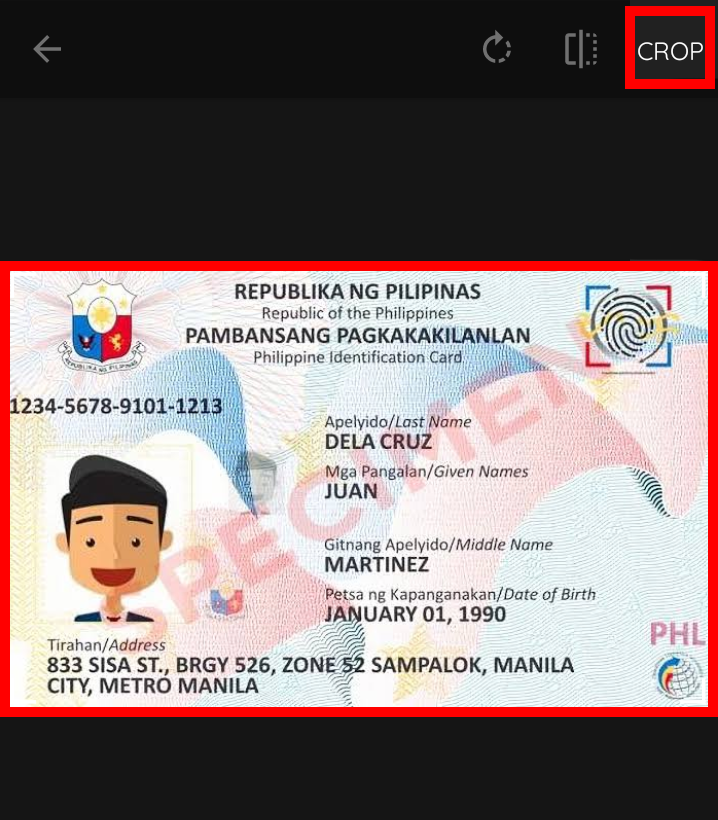 CROP
REPUBLIKA NG PILIPINAS
Republic of the Philippines
PAMBANSANG PAGKAKAKILANLAN
Philippine Identification Card
1234-5678-9101-1213
Apelyido/Last Name
DELA CRUZ
Mga Pangalan/Given Names
JUAN
Gitnang Apelyido/Middle Name
MARTINEZ
Petsa ng Kapanganakan/Date of Birth
JANUARY 01, 1990
Tirahan/Address
833 SISA ST., BRGY 526, ZONE 52 SAMPALOK, MANILA
CITY, METRO MANILA
PHL
SPECIMEN
REPUBLIKA NG PILIPINAS